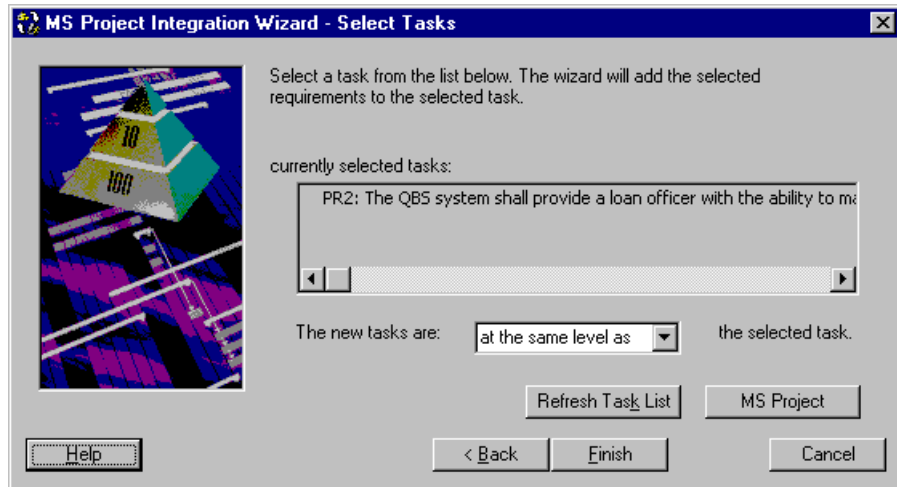 MS Project Integration Wizard - Select Tasks
Select a task from the list below. The wizard will add the selected
requirements to the selected task.
10
100
currently selected tasks:
PR2: The QBS system shall provide a loan officer with the ability to ma
The new tasks are:
at the same level as
the selected task.
Refresh Task List
MS Project
Help
< Back
Finish
Cancel